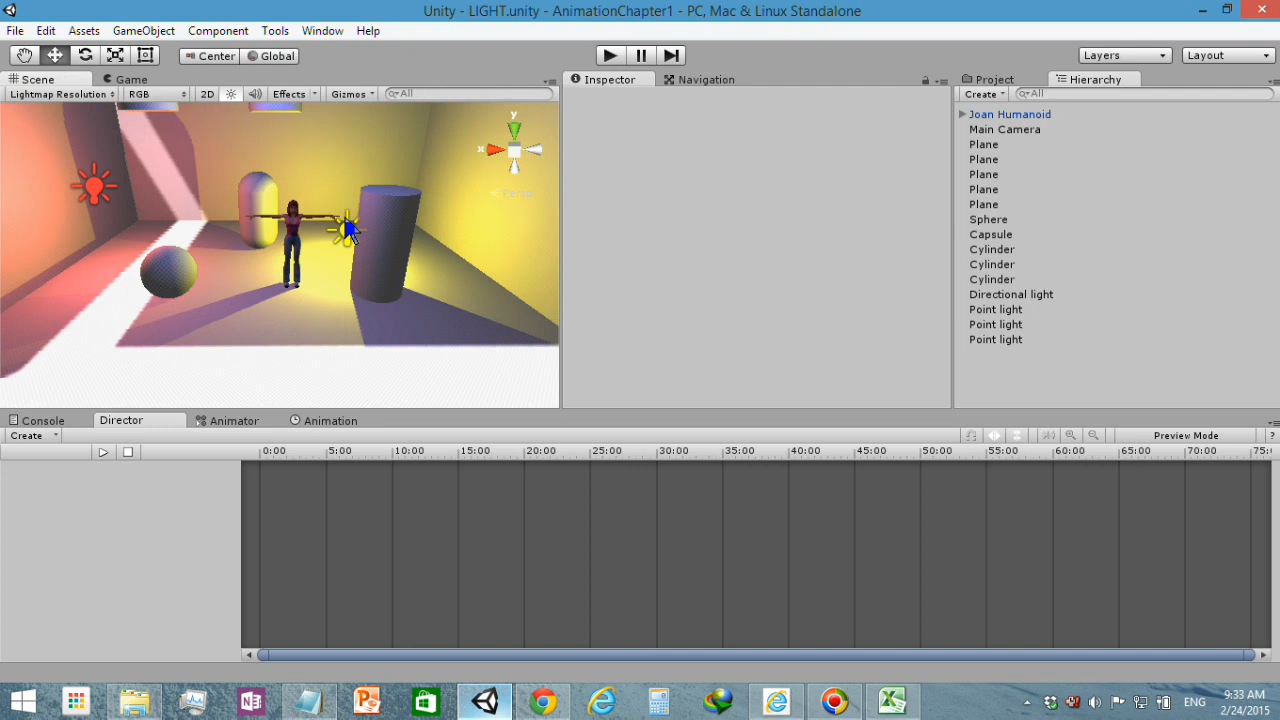 Unity - LIGHT.unity - AnimationChapter1 - PC, Mac & Linux Standalone
File Edit Assets GameObject Component Tools Window Help
Center Global Layers Layout
Scene Game Inspector Navigation Project Hierarchy
Lightmap Resolution RGB 2D Effects Gizmos All Create All
y
x
Persp
Joan Humanoid
Main Camera
Plane
Plane
Plane
Plane
Plane
Sphere
Capsule
Cylinder
Cylinder
Cylinder
Directional light
Point light
Point light
Point light
Console Director Animator Animation
Create Preview Mode ?
0:00 5:00 10:00 15:00 20:00 25:00 30:00 35:00 40:00 45:00 50:00 55:00 60:00 65:00 70:00 75:
ENG
9:33 AM
2/24/2015